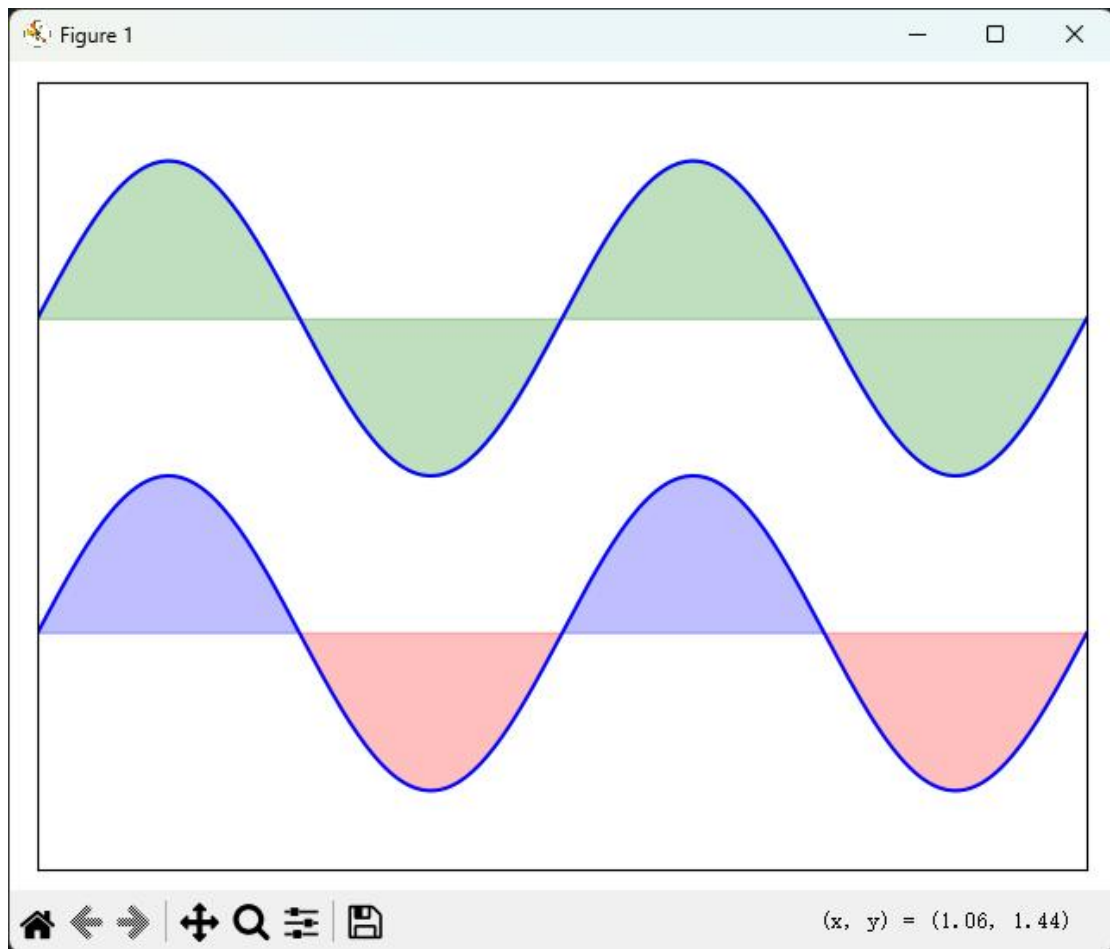 Figure 1
(x, y) = (1.06, 1.44)